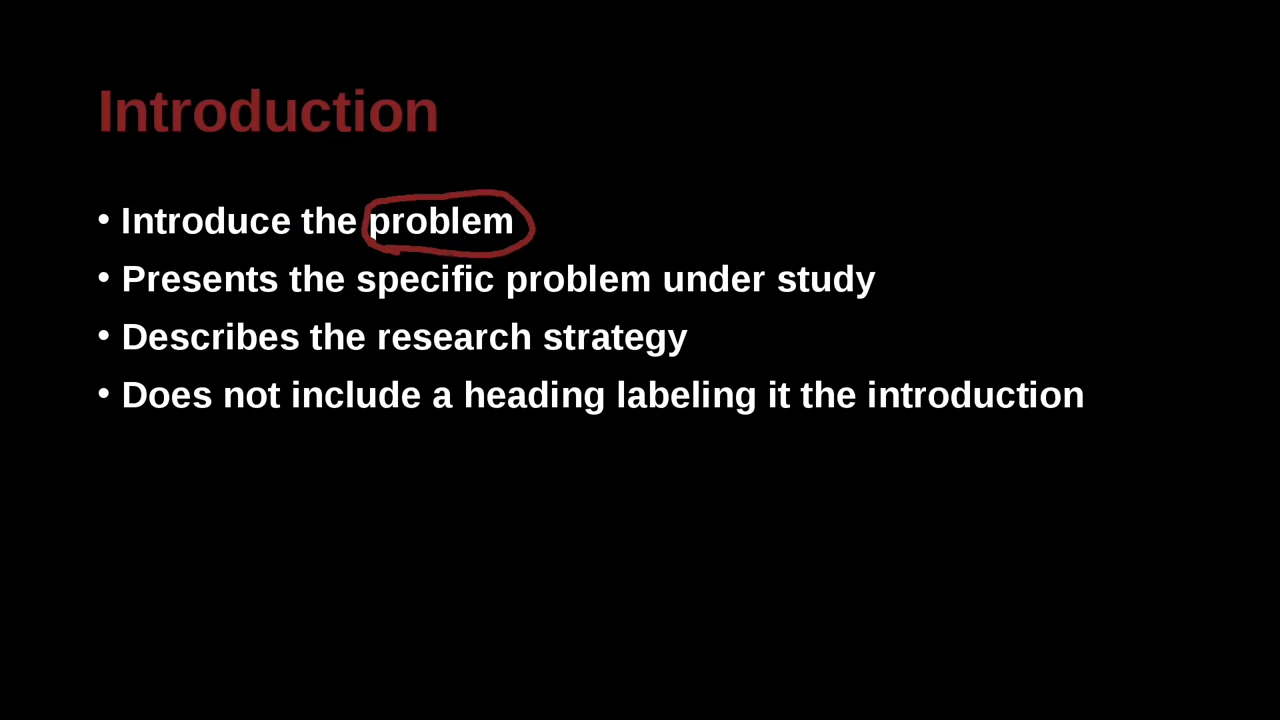 Introduction
• Introduce the problem
• Presents the specific problem under study
• Describes the research strategy
• Does not include a heading labeling it the introduction